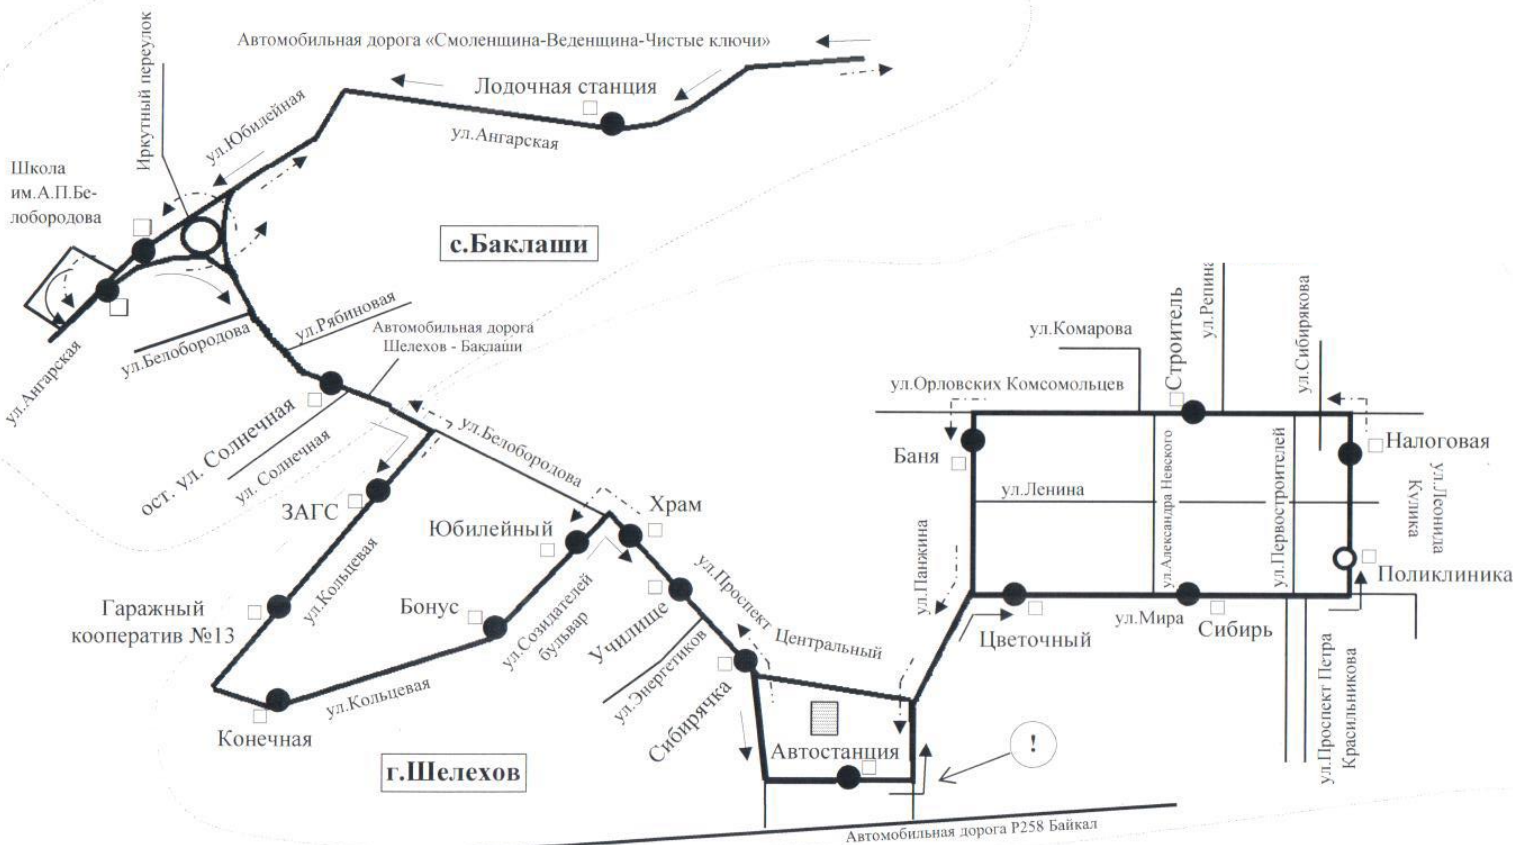 Автомобильная дорога «Смоленщина-Веденщина-Чистые ключи»
Иркутный переулок
ул.Юбилейная
Лодочная станция
ул.Ангарская
Школа
им.А.П.Бе-
лобородова
с.Баклаши
ул.Ангарская
ул.Белобородова
ул.Рябиновая
Автомобильная дорога
Шелехов - Баклаши
ост. ул. Солнечная
ул. Солнечная
ул.Белобородова
ЗАГС
ул.Кольцевая
Гаражный
кооператив №13
Конечная
ул.Кольцевая
Бонус
Юбилейный
ул.Созидателей
бульвар
Храм
Училище
ул.Энергетиков
Сибирячка
ул.Проспект
Центральный
г.Шелехов
Автостанция
!
Автомобильная дорога Р258 Байкал
ул.Комарова
Строитель
ул.Репина
ул.Сибирякова
ул.Орловских Комсомольцев
Баня
Налоговая
ул.Ленина
ул.Александра Невского
ул.Первостроителей
ул.Леонида
Кулика
ул.Панжина
Поликлиника
Цветочный
ул.Мира
Сибирь
ул.Проспект Петра
Красильникова